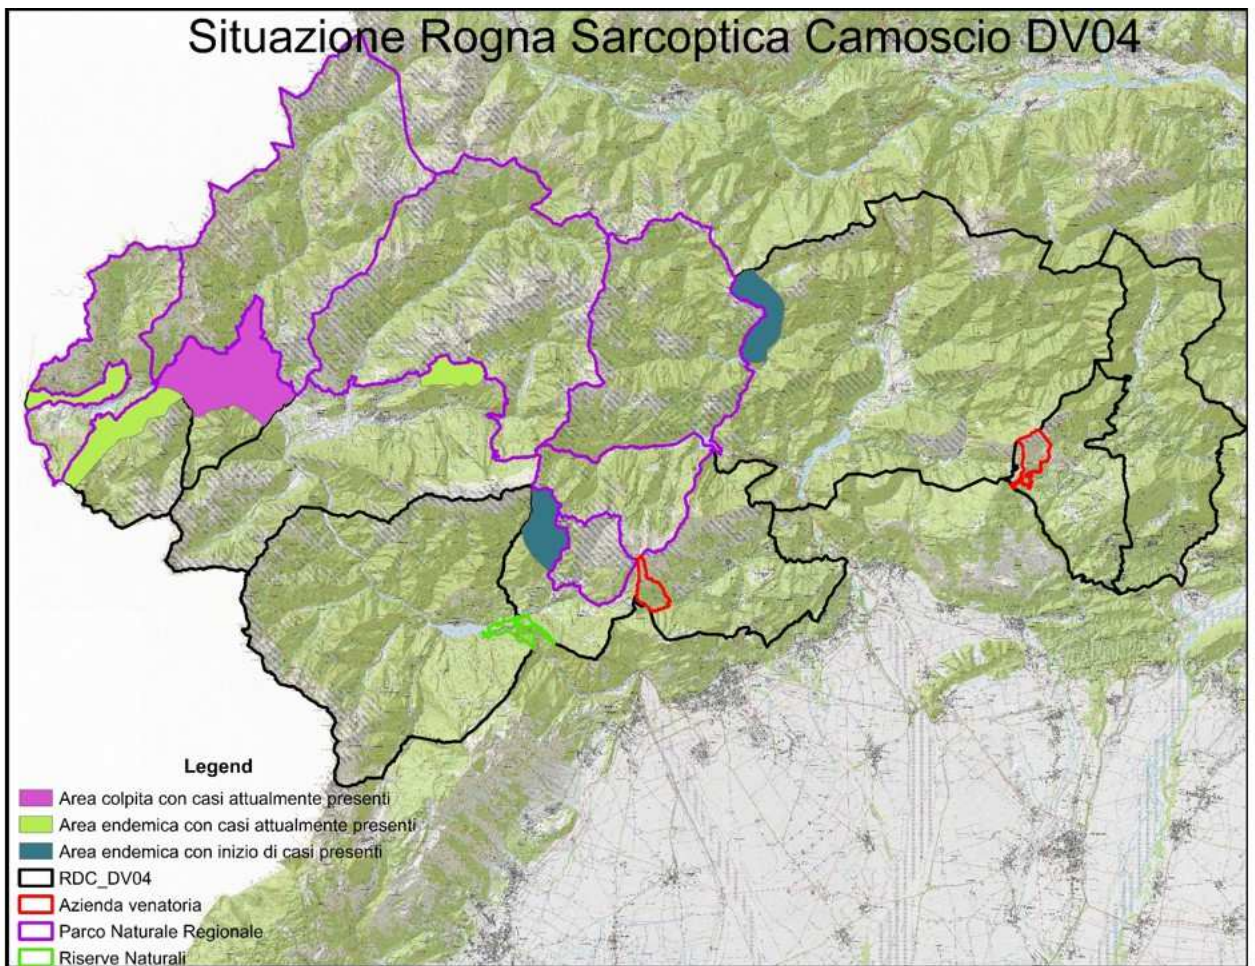 Situazione Rogna Sarcoptica Camoscio DV04
Legend
Area colpita con casi attualmente presenti
Area endemica con casi attualmente presenti
Area endemica con inizio di casi presenti
RDC_DV04
Azienda venatoria
Parco Naturale Regionale
Riserve Naturali